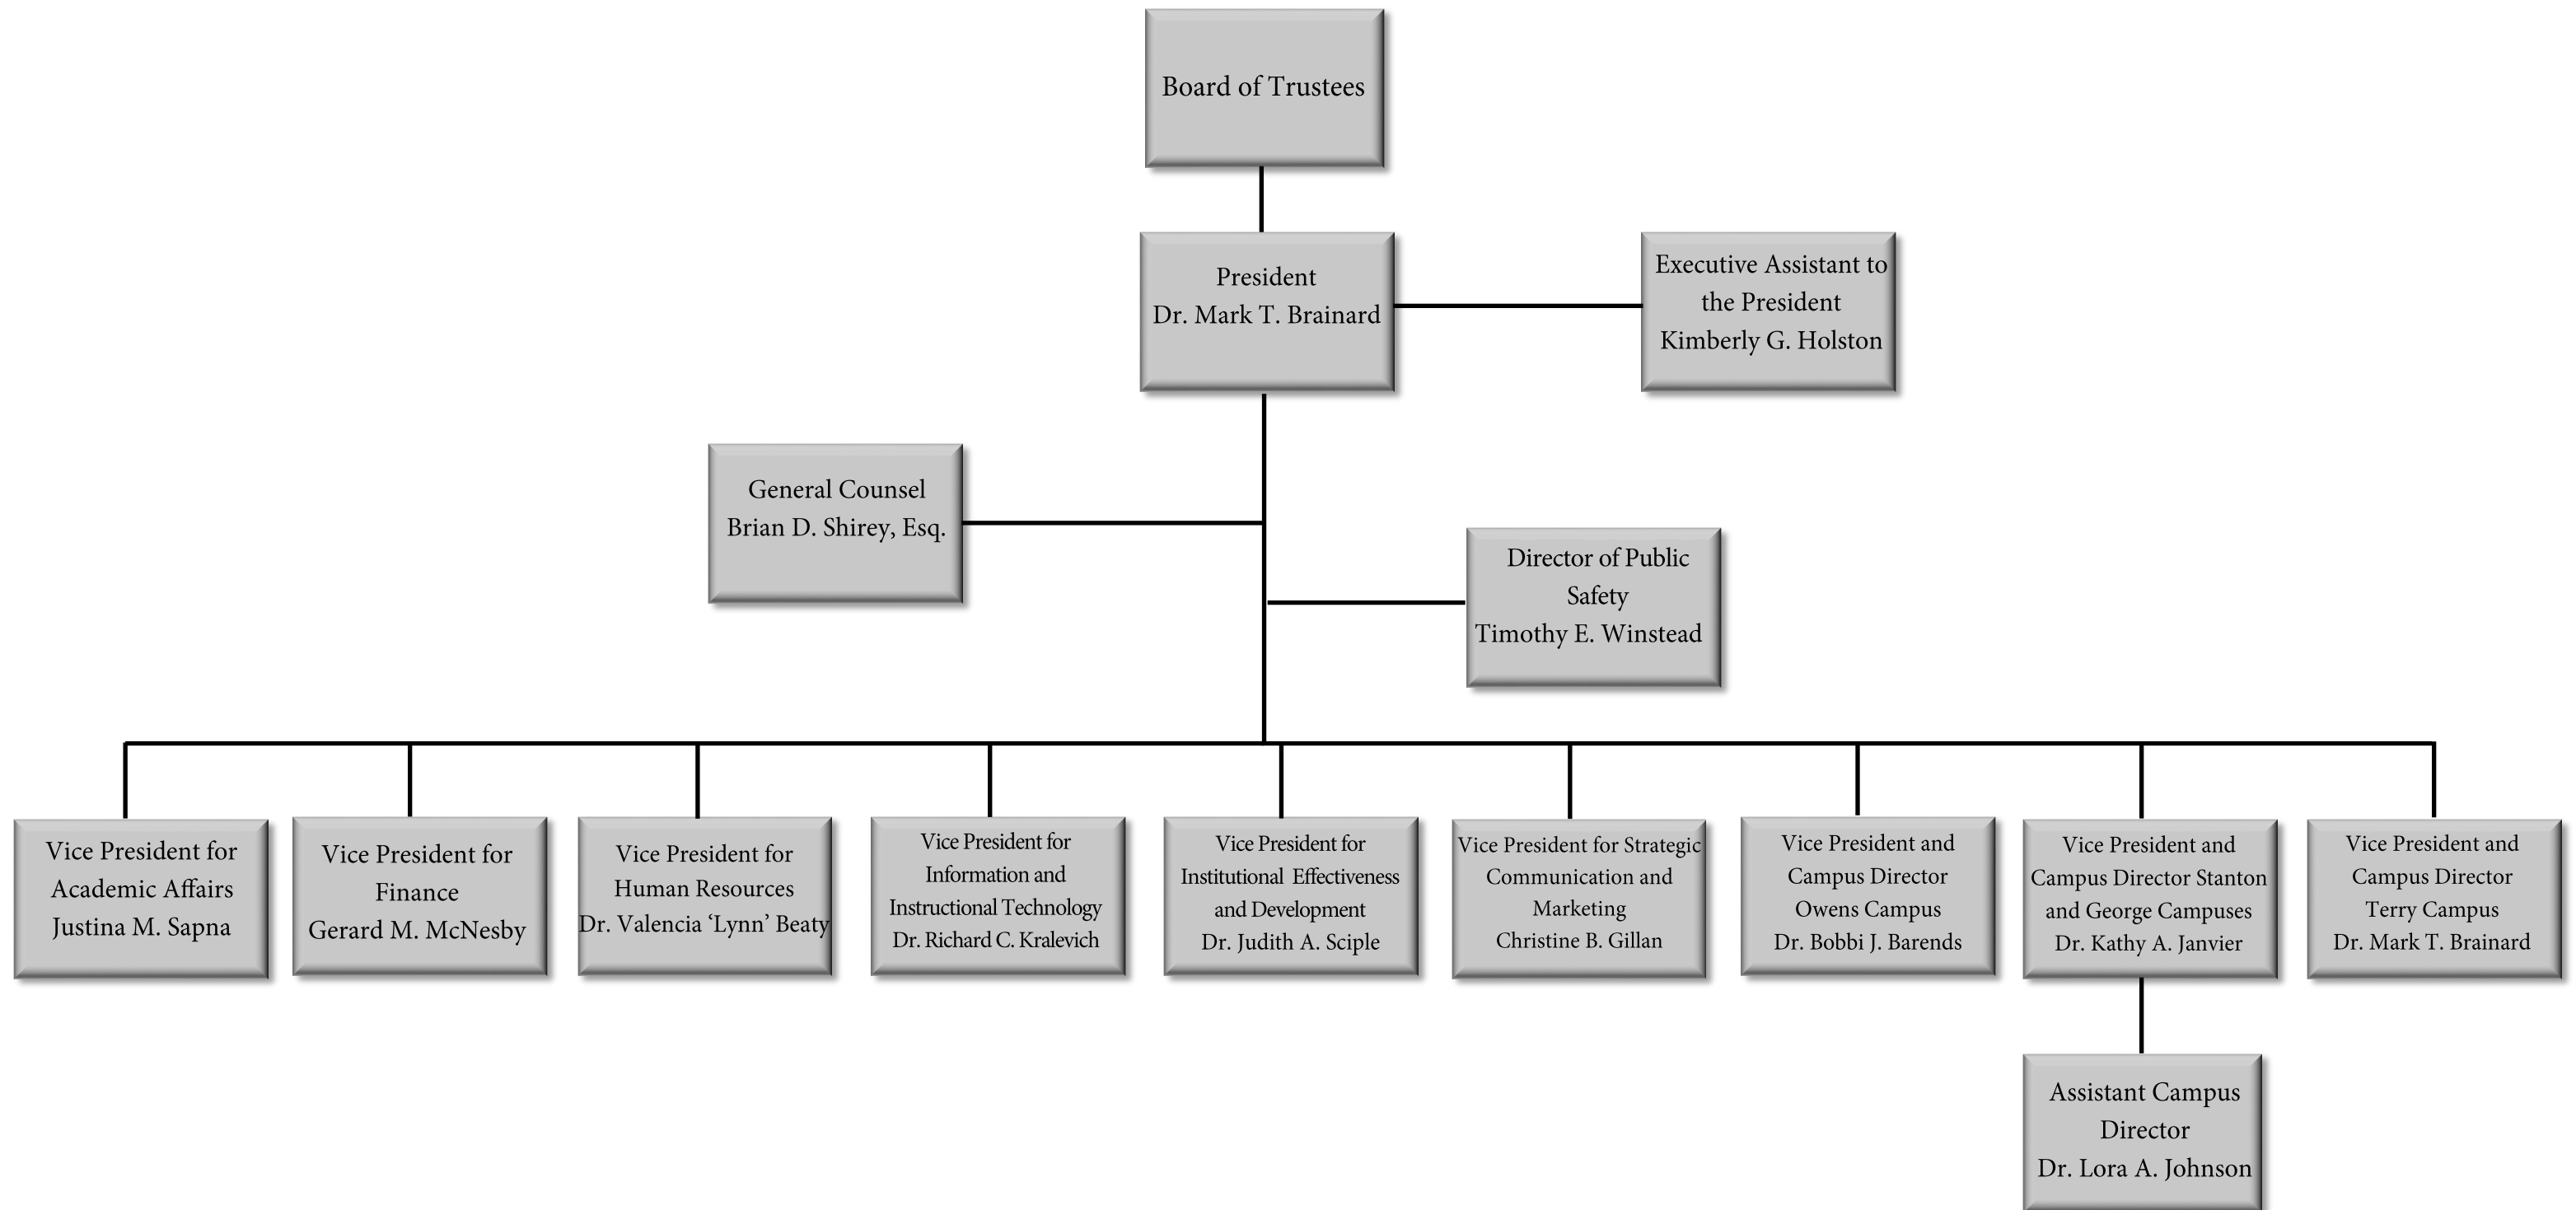 Board of Trustees
President
Dr. Mark T. Brainard
Executive Assistant to
the President
Kimberly G. Holston
General Counsel
Brian D. Shirey, Esq.
Director of Public
Safety
Timothy E. Winstead
Vice President for
Academic Affairs
Justina M. Sapna
Vice President for
Finance
Gerard M. McNesby
Vice President for
Human Resources
Dr. Valencia ‘Lynn’ Beaty
Vice President for
Information and
Instructional Technology
Dr. Richard C. Kralevich
Vice President for
Institutional Effectiveness
and Development
Dr. Judith A. Sciple
Vice President for Strategic
Communication and
Marketing
Christine B. Gillan
Vice President and
Campus Director
Owens Campus
Dr. Bobbi J. Barends
Vice President and
Campus Director Stanton
and George Campuses
Dr. Kathy A. Janvier
Vice President and
Campus Director
Terry Campus
Dr. Mark T. Brainard
Assistant Campus
Director
Dr. Lora A. Johnson